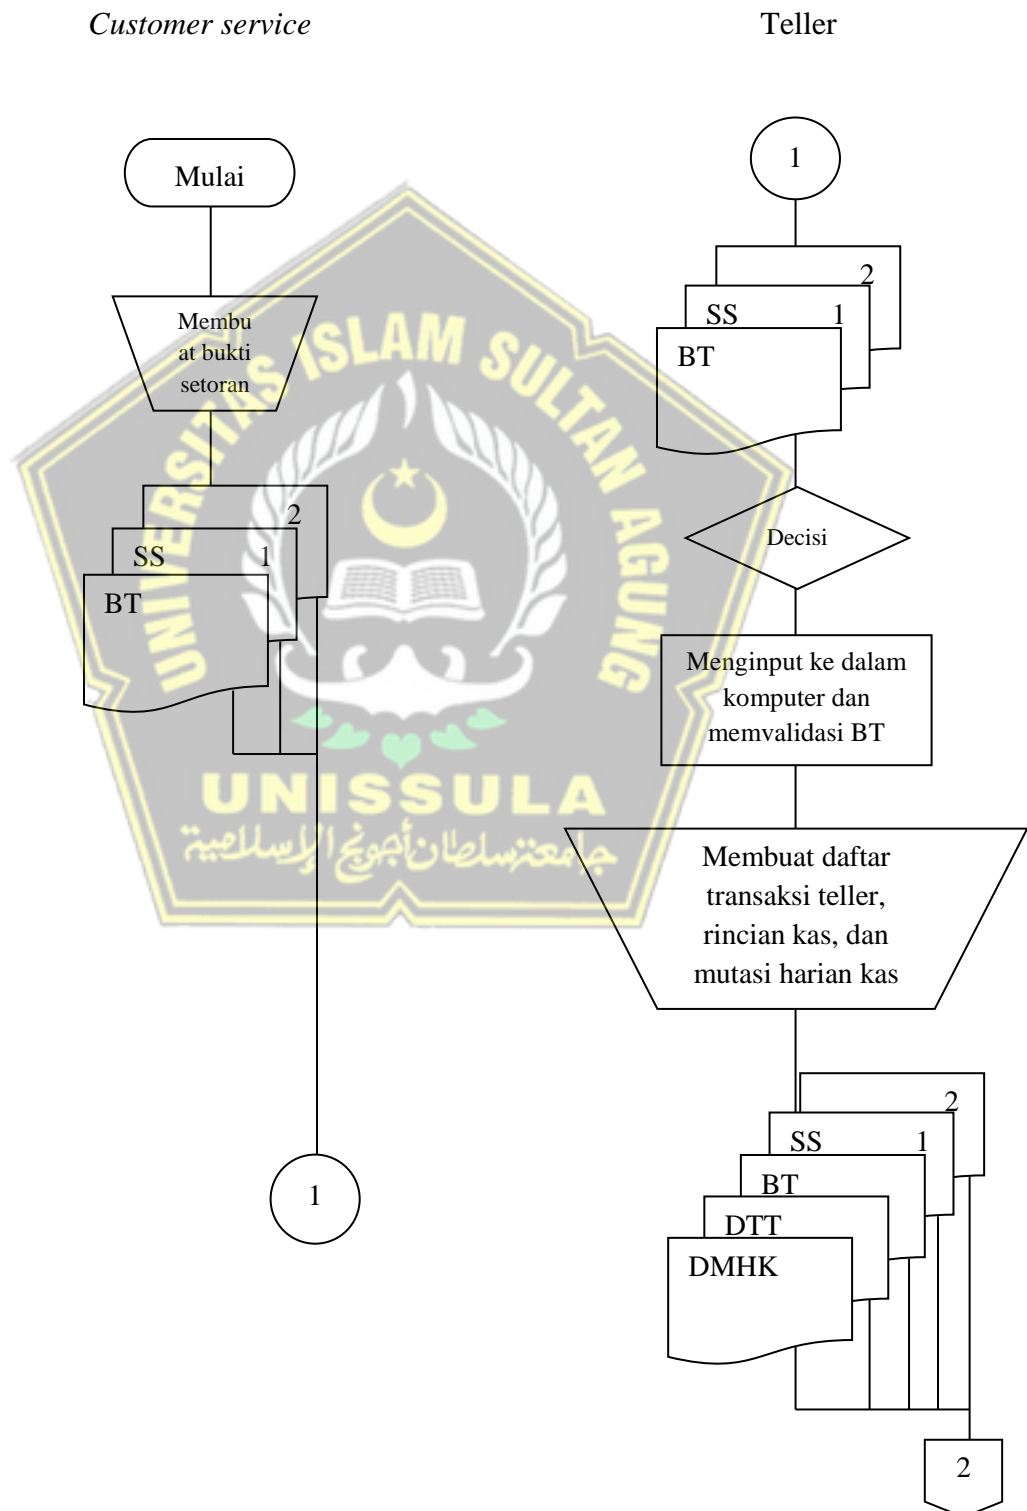 Customer service
Mulai
Membu
at bukti
setoran
2
SS 1
BT
1
Teller
1
2
SS 1
BT
Decisi
Menginput ke dalam
komputer dan
memvalidasi BT
Membuat daftar
transaksi teller,
rincian kas, dan
mutasi harian kas
2
SS 1
BT
DTT
DMHK
2
UNIVERSITAS ISLAM SULTAN AGUNG
UNISSULA
جامعة سلطان أجونج الإسلامية